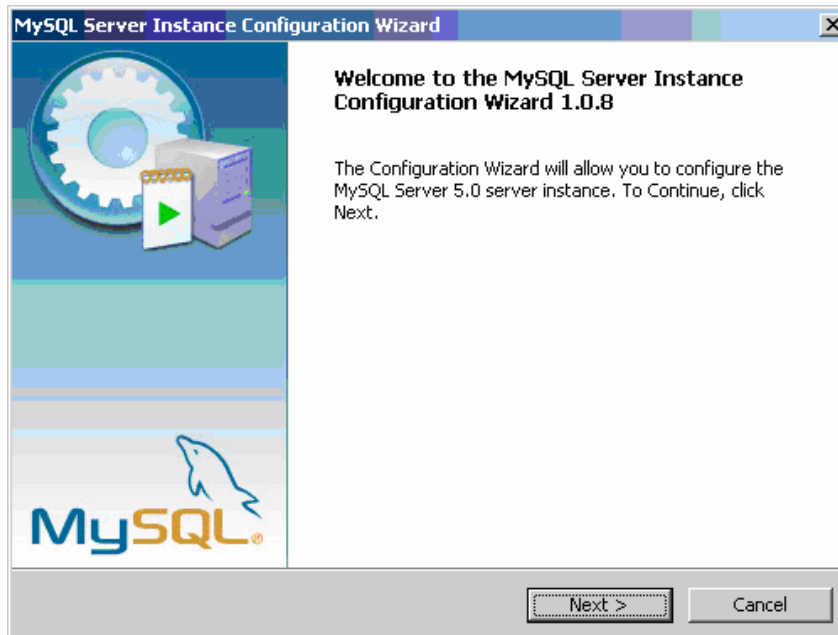 MySQL Server Instance Configuration Wizard
Welcome to the MySQL Server Instance
Configuration Wizard 1.0.8
The Configuration Wizard will allow you to configure the
MySQL Server 5.0 server instance. To Continue, click
Next.
MySQL®
Next >
Cancel